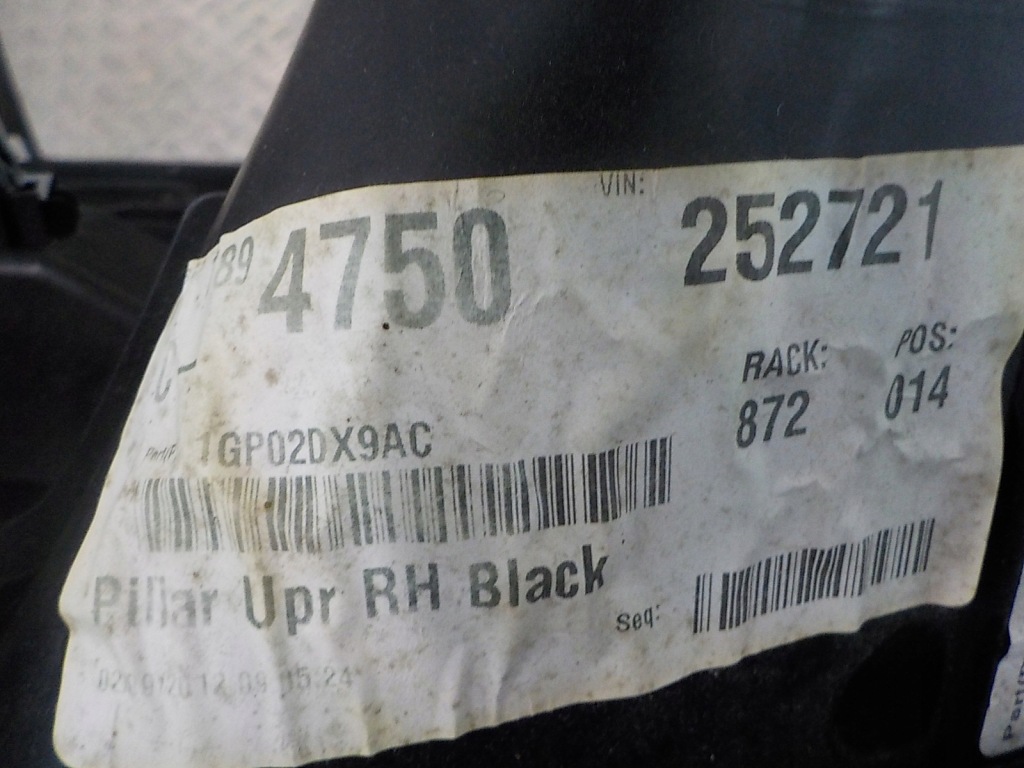 VIN:
4750 252721
RACK: POS:
872 014
1GP02DX9AC
Pillar Upr RH Black
Seq: